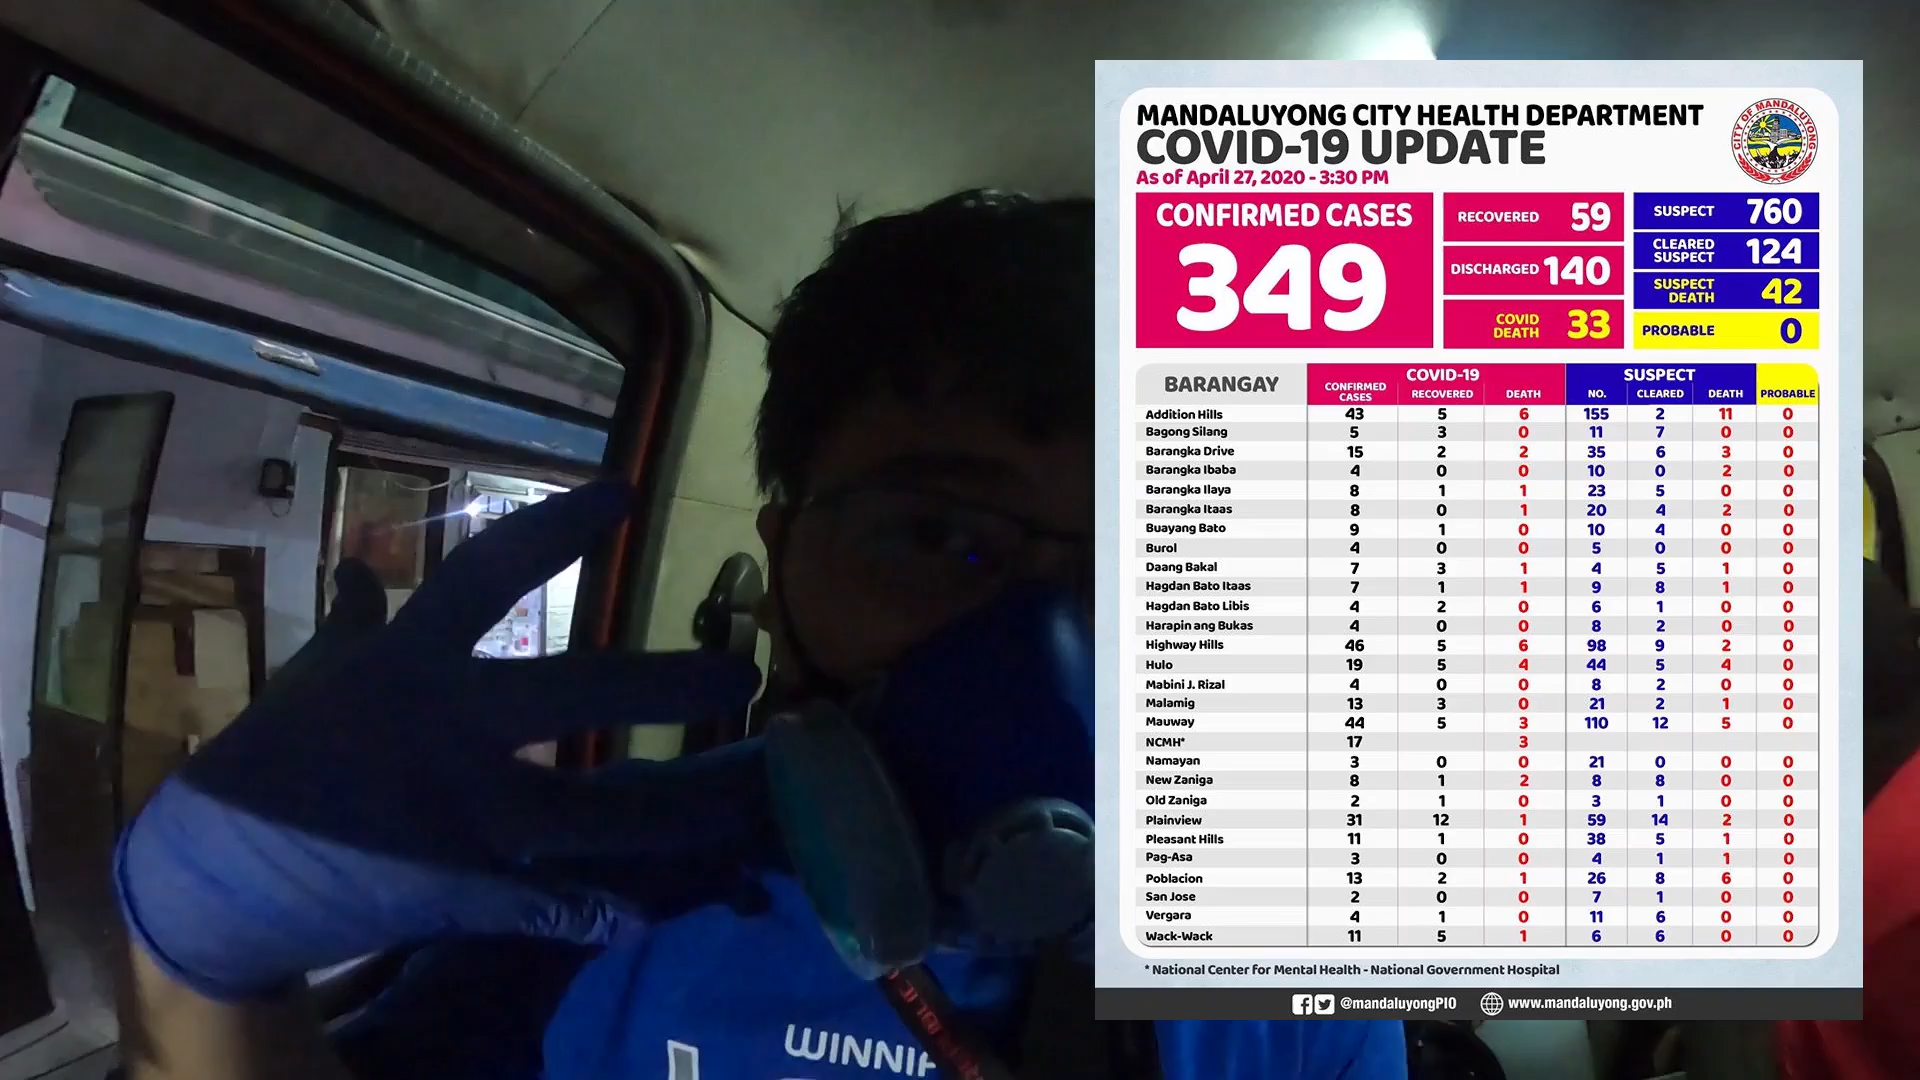 MANDALUYONG CITY HEALTH DEPARTMENT
COVID-19 UPDATE
As of April 27, 2020 - 3:30 PM
CITY OF MANDALUYONG
CONFIRMED CASES
349
RECOVERED 59
DISCHARGED 140
COVID DEATH 33
SUSPECT 760
CLEARED SUSPECT 124
SUSPECT DEATH 42
PROBABLE 0
BARANGAY COVID-19 SUSPECT
CONFIRMED CASES RECOVERED DEATH NO. CLEARED DEATH PROBABLE
Addition Hills 43 5 6 155 2 11 0
Bagong Silang 5 3 0 11 7 0 0
Barangka Drive 15 2 2 35 6 3 0
Barangka Ibaba 4 0 0 10 0 2 0
Barangka Ilaya 8 1 1 23 5 0 0
Barangka Itaas 8 0 1 20 4 2 0
Buayang Bato 9 1 0 10 4 0 0
Burol 4 0 0 5 0 0 0
Daang Bakal 7 3 1 4 5 1 0
Hagdan Bato Itaas 7 1 1 9 8 1 0
Hagdan Bato Libis 4 2 0 6 1 0 0
Harapin ang Bukas 4 0 0 8 2 0 0
Highway Hills 46 5 6 98 9 2 0
Hulo 19 5 4 44 5 4 0
Mabini J. Rizal 4 0 0 8 2 0 0
Malamig 13 3 0 21 2 1 0
Mauway 44 5 3 110 12 5 0
NCMH* 17 3
Namayan 3 0 0 21 0 0 0
New Zaniga 8 1 2 8 8 0 0
Old Zaniga 2 1 0 3 1 0 0
Plainview 31 12 1 59 14 2 0
Pleasant Hills 11 1 0 38 5 1 0
Pag-Asa 3 0 0 4 1 1 0
Poblacion 13 2 1 26 8 6 0
San Jose 2 0 0 7 1 0 0
Vergara 4 1 0 11 6 0 0
Wack-Wack 11 5 1 6 6 0 0
* National Center for Mental Health - National Government Hospital
@mandaluyongPIO www.mandaluyong.gov.ph